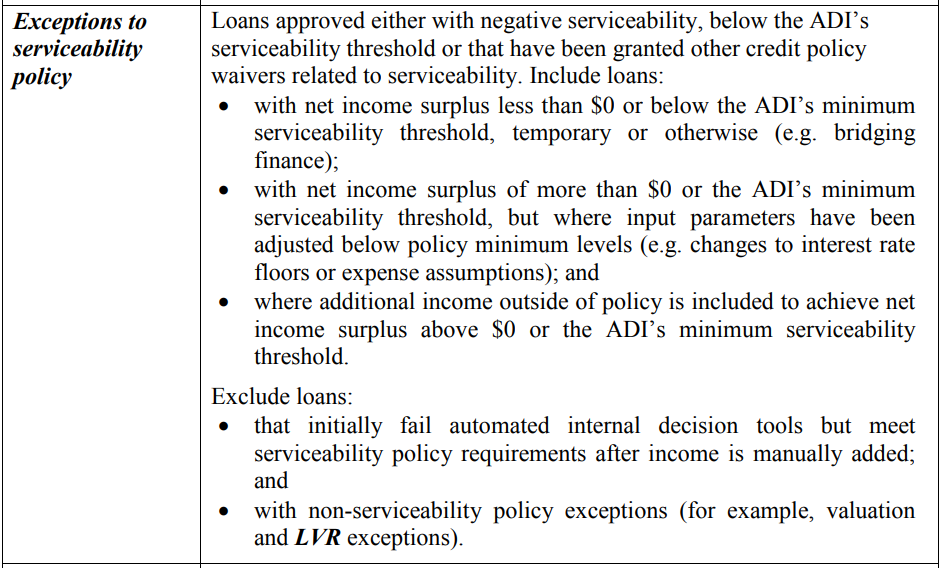 Exceptions to
serviceability
policy
Loans approved either with negative serviceability, below the ADI's
serviceability threshold or that have been granted other credit policy
waivers related to serviceability. Include loans:
• with net income surplus less than $0 or below the ADI's minimum
serviceability threshold, temporary or otherwise (e.g. bridging
finance);
• with net income surplus of more than $0 or the ADI's minimum
serviceability threshold, but where input parameters have been
adjusted below policy minimum levels (e.g. changes to interest rate
floors or expense assumptions); and
• where additional income outside of policy is included to achieve net
income surplus above $0 or the ADI's minimum serviceability
threshold.
Exclude loans:
• that initially fail automated internal decision tools but meet
serviceability policy requirements after income is manually added;
and
• with non-serviceability policy exceptions (for example, valuation
and LVR exceptions).